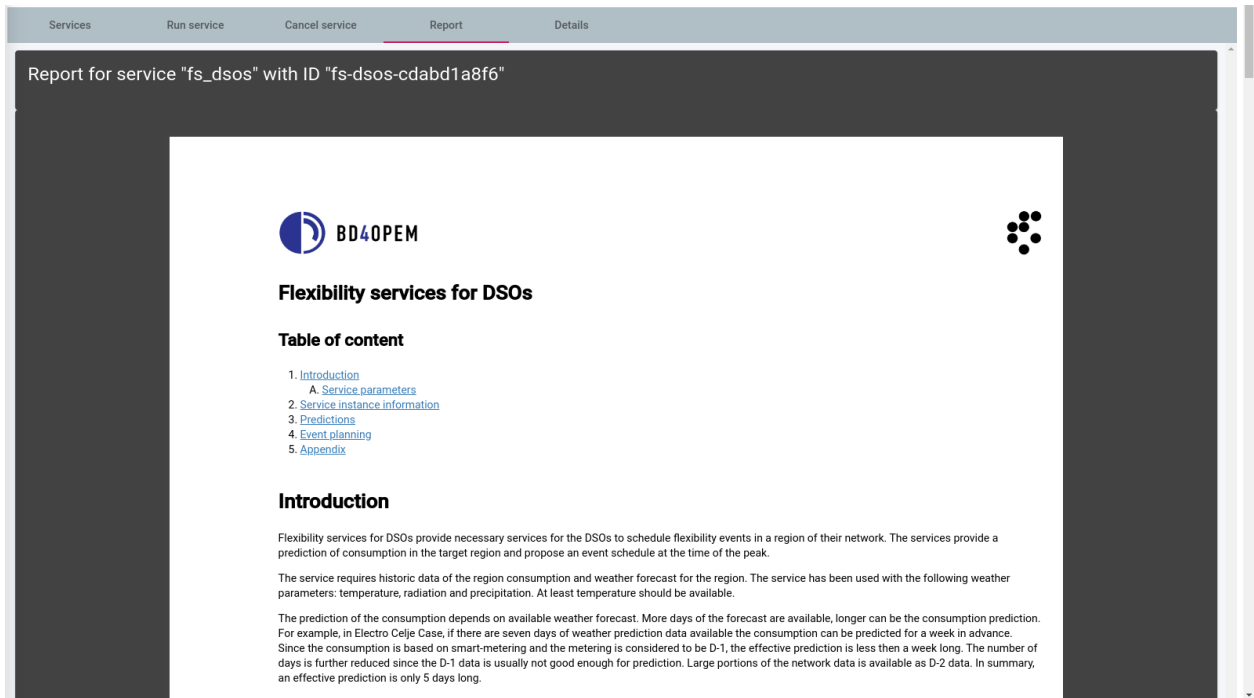 Services Run service Cancel service Report Details
Report for service "fs_dsos" with ID "fs-dsos-cdabd1a8f6"
BD4OPEM
Flexibility services for DSOs
Table of content
1. Introduction
A. Service parameters
2. Service instance information
3. Predictions
4. Event planning
5. Appendix
Introduction
Flexibility services for DSOs provide necessary services for the DSOs to schedule flexibility events in a region of their network. The services provide a
prediction of consumption in the target region and propose an event schedule at the time of the peak.
The service requires historic data of the region consumption and weather forecast for the region. The service has been used with the following weather
parameters: temperature, radiation and precipitation. At least temperature should be available.
The prediction of the consumption depends on available weather forecast. More days of the forecast are available, longer can be the consumption prediction.
For example, in Electro Celje Case, if there are seven days of weather prediction data available the consumption can be predicted for a week in advance.
Since the consumption is based on smart-metering and the metering is considered to be D-1, the effective prediction is less then a week long. The number of
days is further reduced since the D-1 data is usually not good enough for prediction. Large portions of the network data is available as D-2 data. In summary,
an effective prediction is only 5 days long.